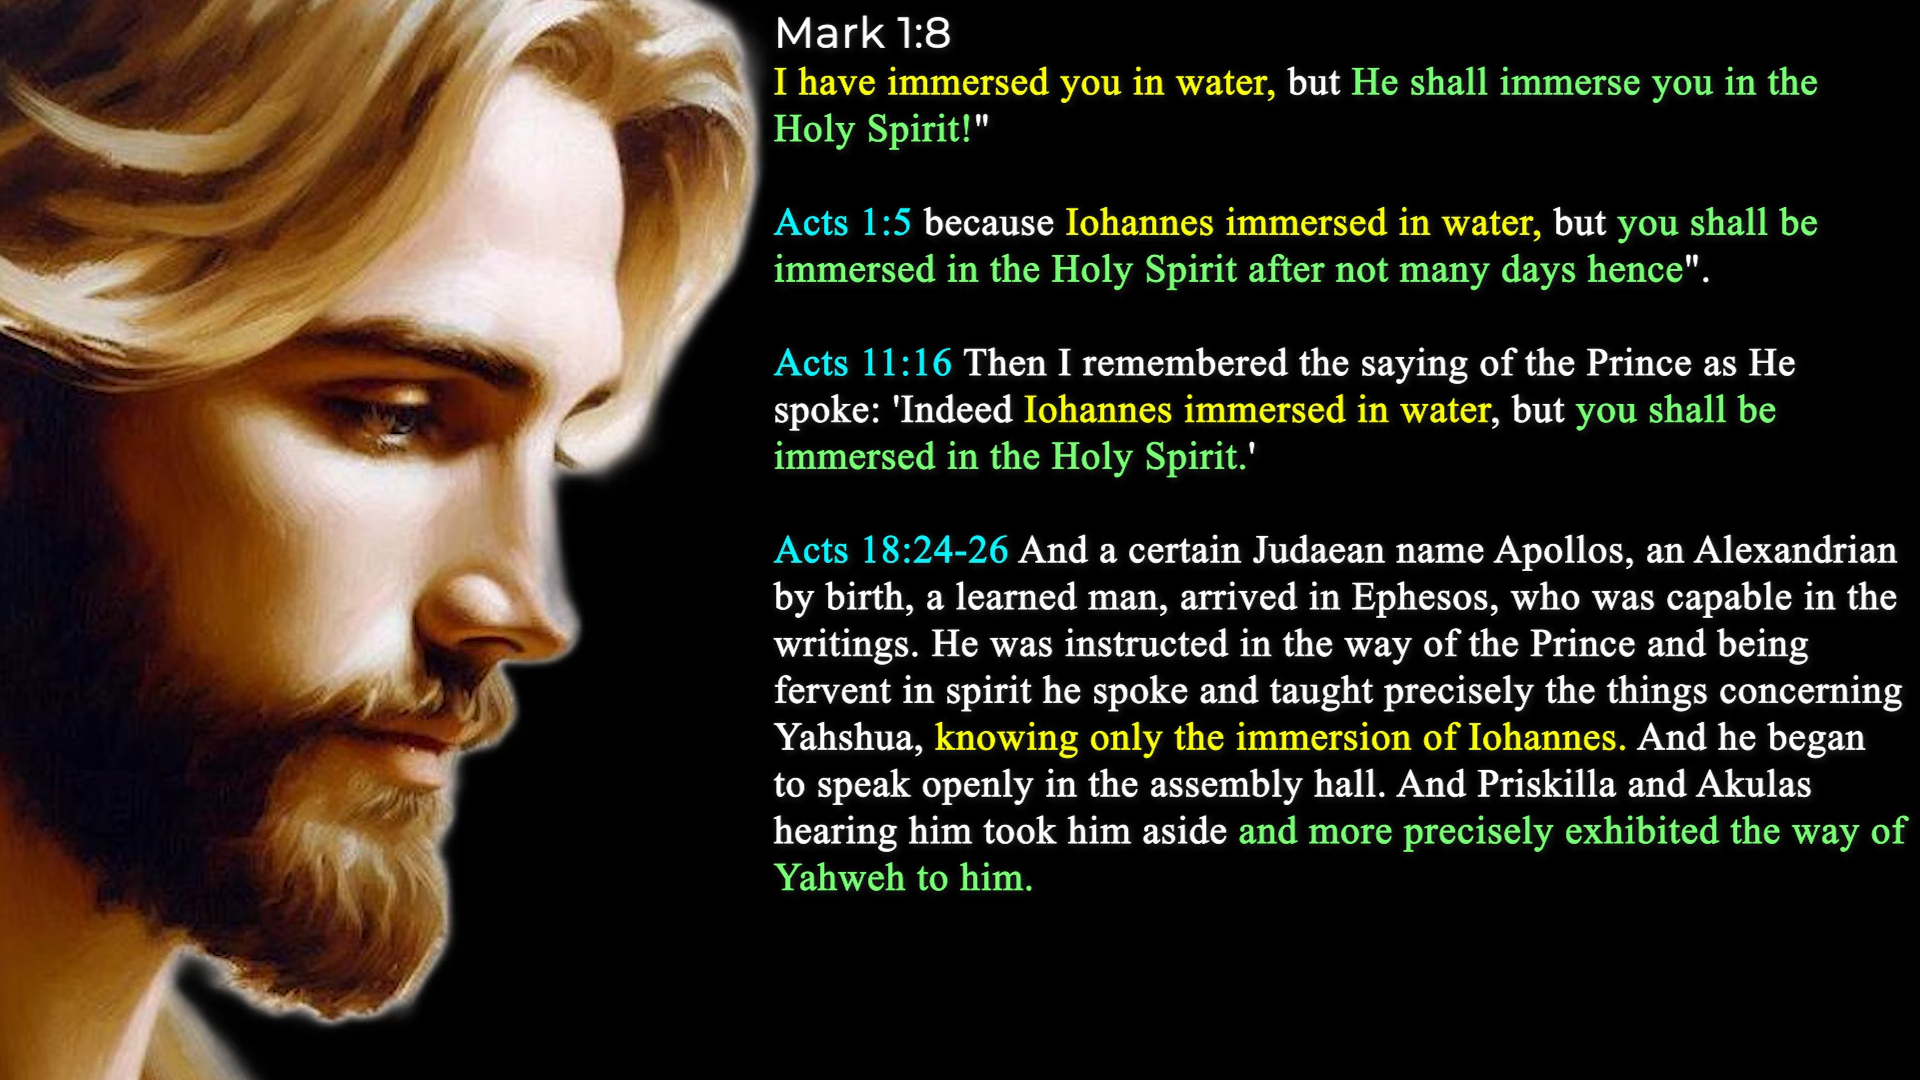 Mark 1:8
I have immersed you in water, but He shall immerse you in the
Holy Spirit!"
Acts 1:5 because Iohannes immersed in water, but you shall be
immersed in the Holy Spirit after not many days hence".
Acts 11:16 Then I remembered the saying of the Prince as He
spoke: 'Indeed Iohannes immersed in water, but you shall be
immersed in the Holy Spirit.'
Acts 18:24-26 And a certain Judaean name Apollos, an Alexandrian
by birth, a learned man, arrived in Ephesos, who was capable in the
writings. He was instructed in the way of the Prince and being
fervent in spirit he spoke and taught precisely the things concerning
Yahshua, knowing only the immersion of Iohannes. And he began
to speak openly in the assembly hall. And Priskilla and Akulas
hearing him took him aside and more precisely exhibited the way of
Yahweh to him.